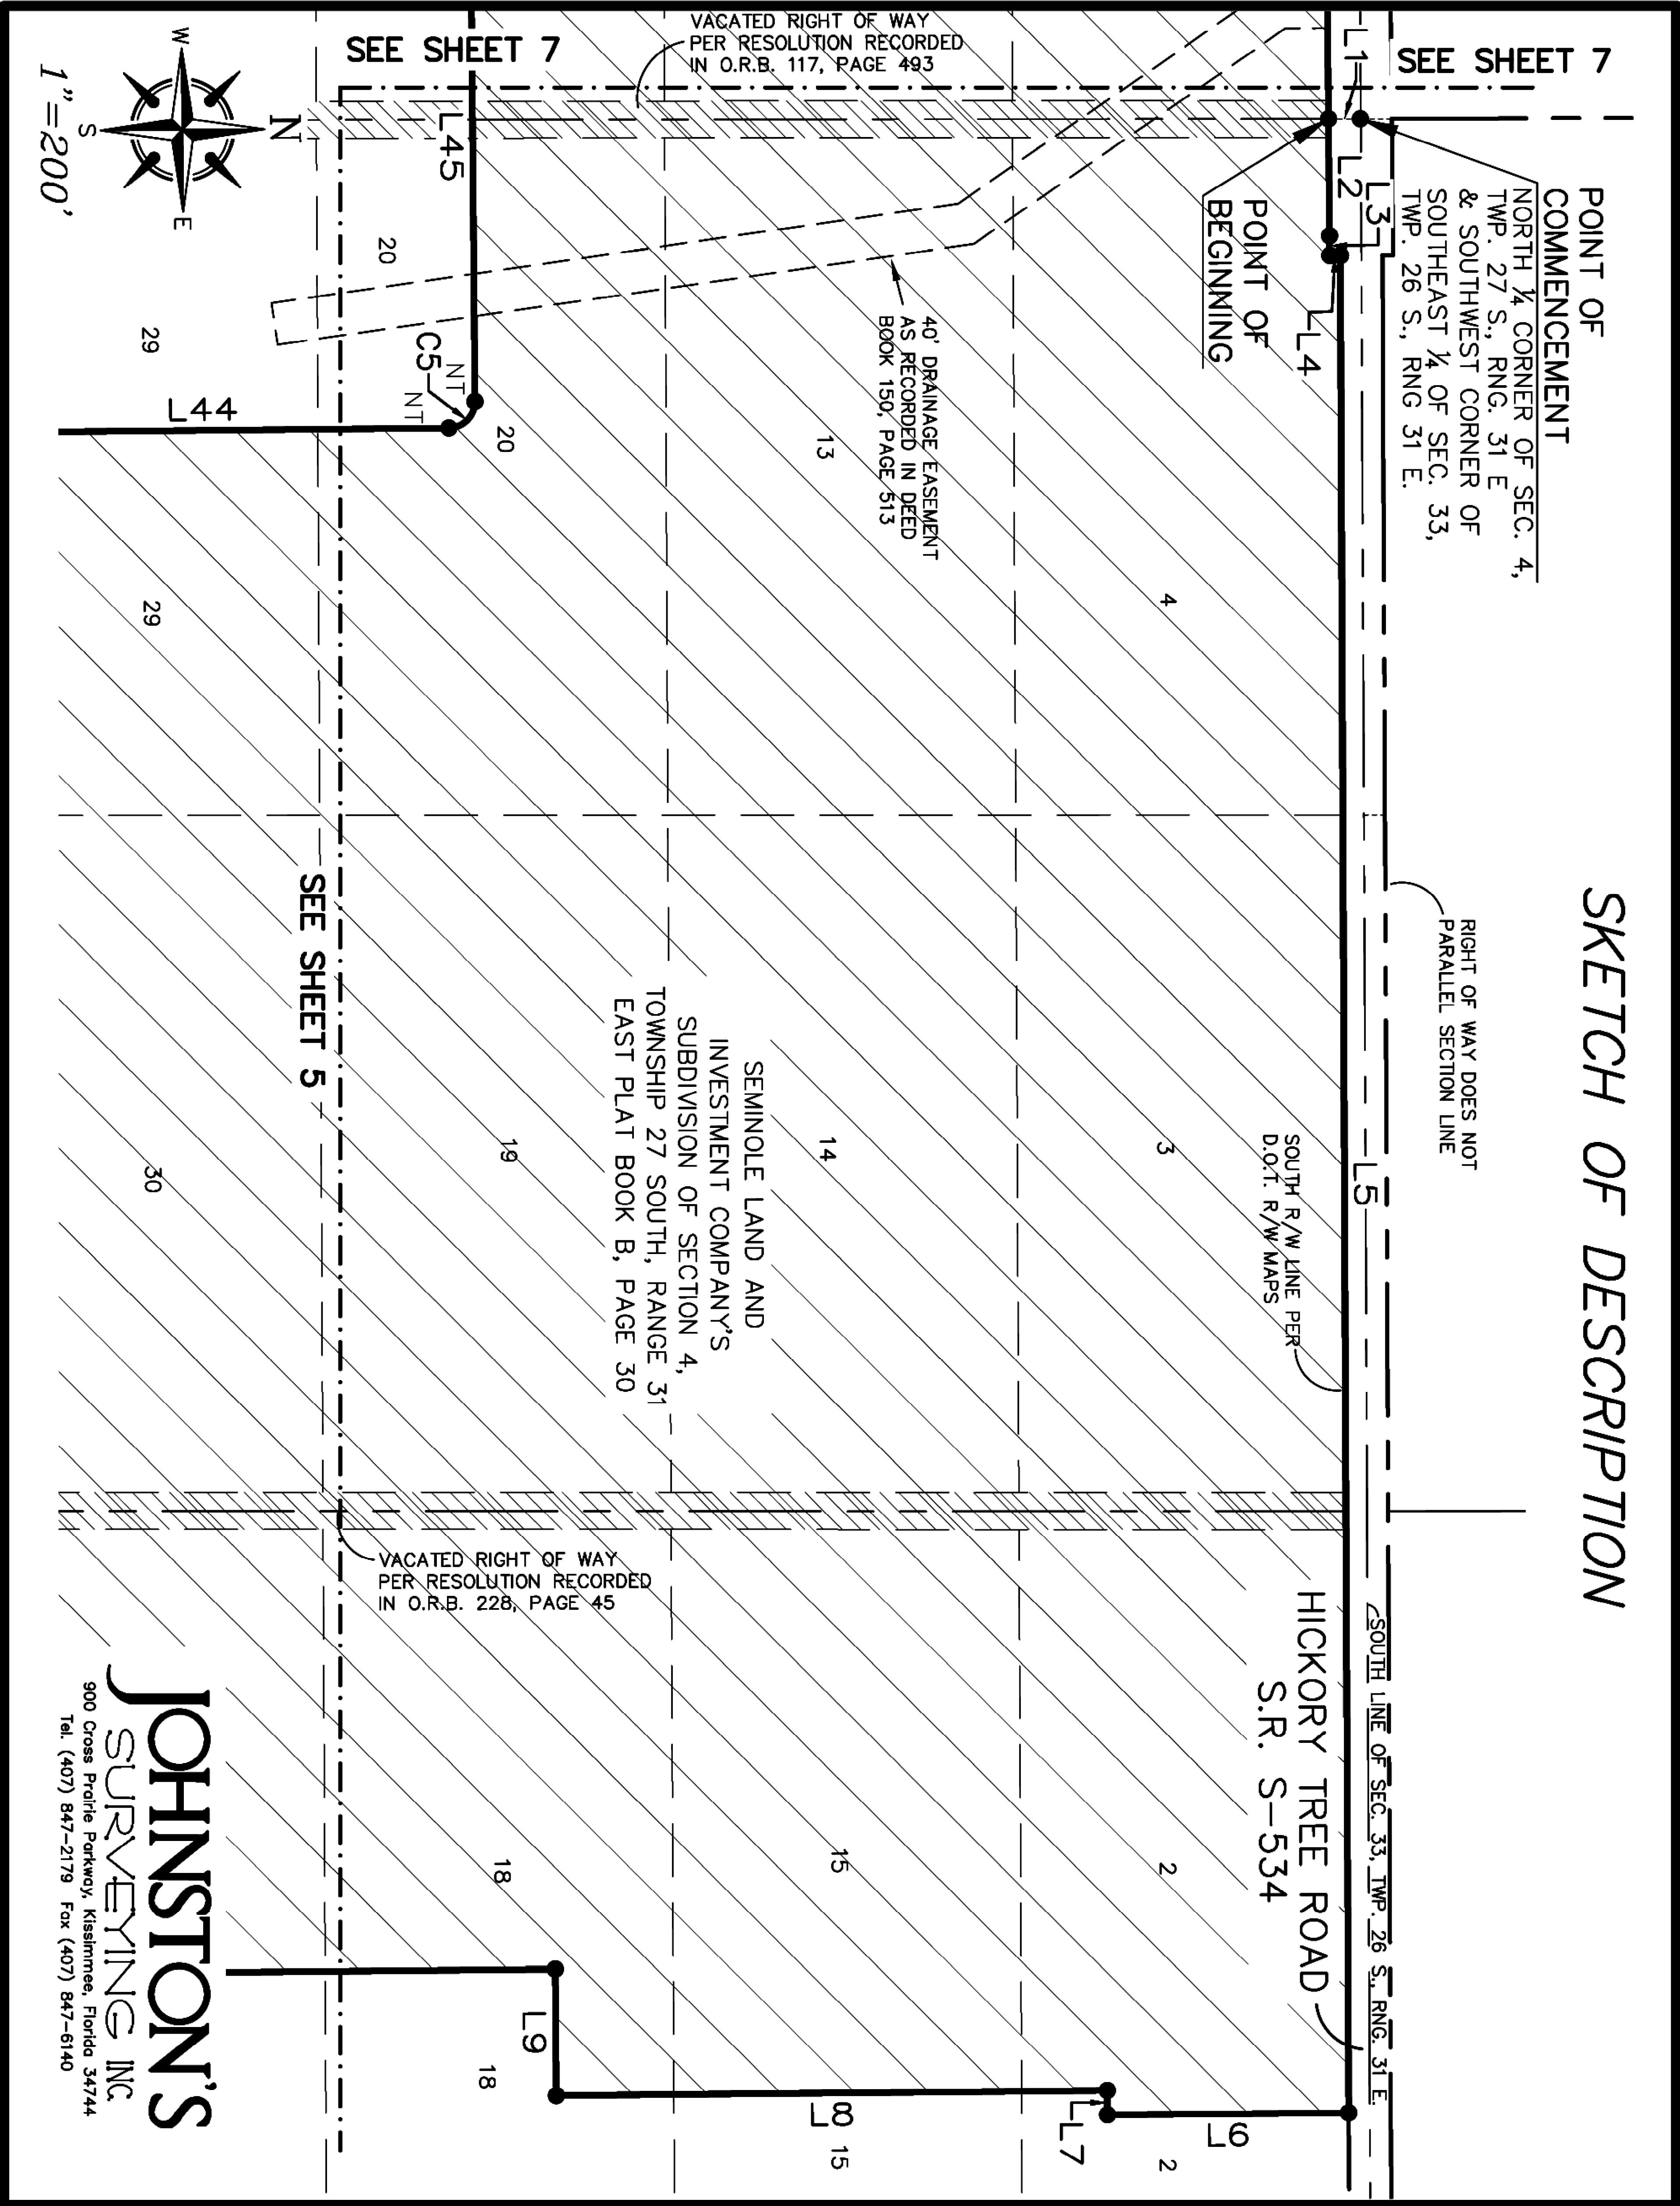 SKETCH OF DESCRIPTION
POINT OF
COMMENCEMENT
NORTH ¼ CORNER OF SEC. 4,
TWP. 27 S., RNG. 31 E
& SOUTHWEST CORNER OF
SOUTHEAST ¼ OF SEC. 33,
TWP. 26 S., RNG 31 E.
SEE SHEET 7
RIGHT OF WAY DOES NOT
PARALLEL SECTION LINE
SOUTH LINE OF SEC. 33, TWP. 26 S., RNG. 31 E.
L1
L2
L3
L4
L5
POINT OF
BEGINNING
SOUTH R/W LINE PER
D.O.T. R/W MAPS
HICKORY TREE ROAD
S.R. S-534
4
3
2
2
L6
L7
VACATED RIGHT OF WAY
PER RESOLUTION RECORDED
IN O.R.B. 117, PAGE 493
40' DRAINAGE EASEMENT
AS RECORDED IN DEED
BOOK 150, PAGE 513
13
14
15
15
L8
SEMINOLE LAND AND
INVESTMENT COMPANY'S
SUBDIVISION OF SECTION 4,
TOWNSHIP 27 SOUTH, RANGE 31
EAST PLAT BOOK B, PAGE 30
SEE SHEET 7
L45
20
20
19
18
18
L9
C5
NT
NT
VACATED RIGHT OF WAY
PER RESOLUTION RECORDED
IN O.R.B. 228, PAGE 45
SEE SHEET 5
L44
29
29
30
N
W
E
S
1"=200'
JOHNSTON'S
SURVEYING INC.
900 Cross Prairie Parkway, Kissimmee, Florida 34744
Tel. (407) 847-2179 Fax (407) 847-6140